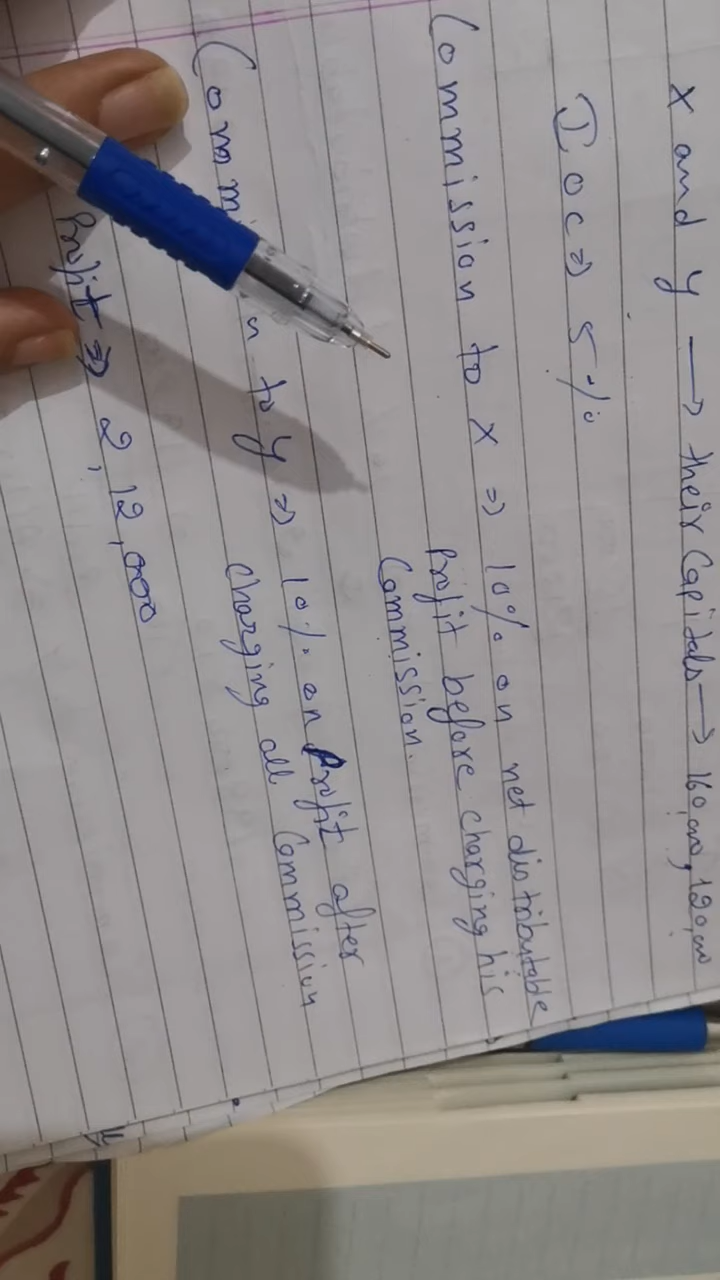 x and y → their Capitals → 160,000, 120,000
IOC ⇒ 5%
Commission to x ⇒ 10% on net distributable
Profit before charging his
Commission.
to y ⇒ 10% on Profit after
charging all Commission
Profit ⇒ 2,12,000